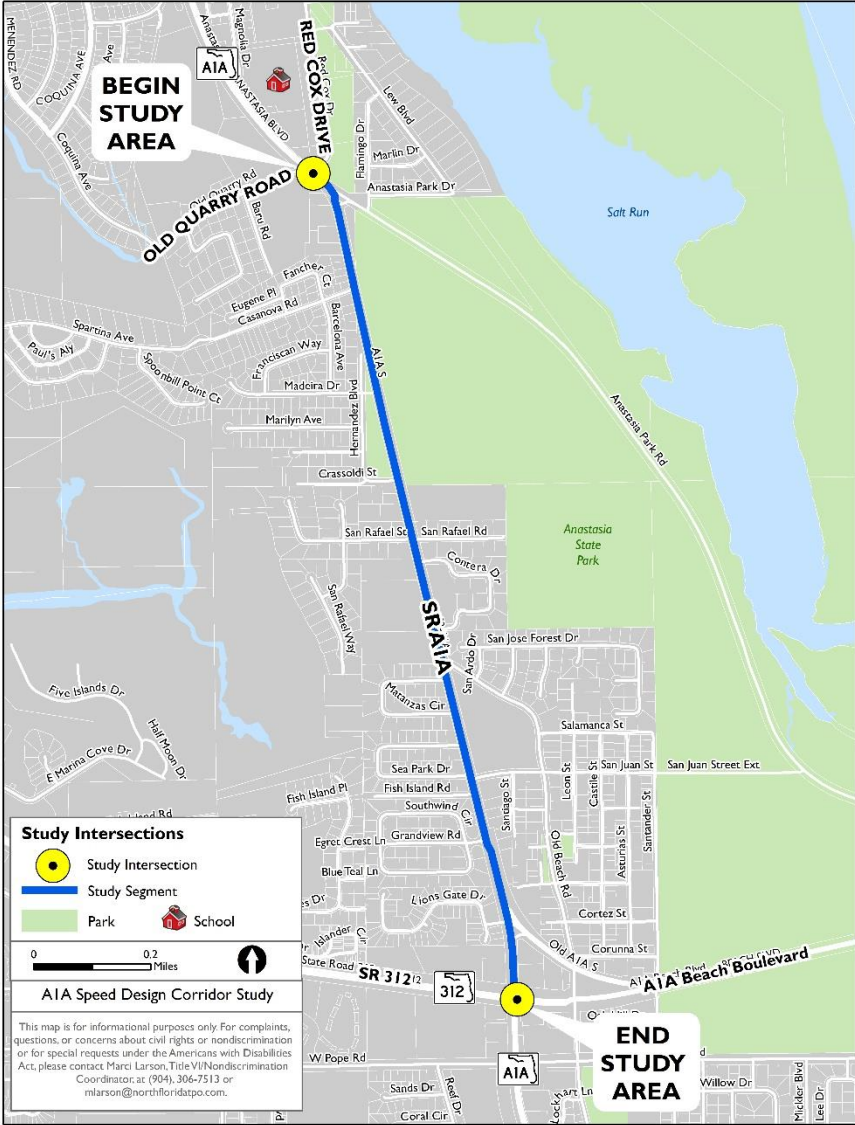 MENENDEZ RD
COQUINA AVE
Coquina Ave
Magnolia Dr
A1A
ANASTASIA BLVD
RED COX DRIVE
Red Cox Dr
BEGIN
STUDY
AREA
Lew Blvd
Flamingo Dr
Marlin Dr
Anastasia Park Dr
OLD QUARRY ROAD
Old Quarry Rd
Baru Rd
Salt Run
Fancher Ct
Eugene Pl
Casanova Rd
Spartina Ave
Paul's Aly
Spoonbill Point Ct
Franciscan Way
Barcelona Ave
A1A S
Madeira Dr
Hernandez Blvd
Marilyn Ave
Anastasia Park Rd
Crassoldi St
San Rafael St
San Rafael Rd
Anastasia
State
Park
Contera Dr
San Rafael Way
SR A1A
San Jose Forest Dr
San Ardo Dr
Five Islands Dr
Matanzas Cir
Half Moon Dr
E Marina Cove Dr
Salamanca St
Sea Park Dr
San Juan St
San Juan Street Ext
Leon St
Castile St
Fish Island Pl
Fish Island Rd
Santiago St
Santander St
Southwind Cir
Grandview Rd
Egret Crest Ln
Old Beach Rd
Asturias St
Blue Teal Ln
Lions Gate Dr
Cortez St
Islander Cir
Old A1A S
Corunna St
State Road
SR 312
312
A1A Beach Boulevard
END
STUDY
AREA
W Pope Rd
A1A
Sands Dr
Reef Dr
Coral Cir
Willow Dr
Mickler Blvd
Lee Dr
Study Intersections
Study Intersection
Study Segment
Park
School
0 0.2
Miles
A1A Speed Design Corridor Study
This map is for informational purposes only. For complaints,
questions, or concerns about civil rights or nondiscrimination
or for special requests under the Americans with Disabilities
Act, please contact Marci Larson, Title VI/Nondiscrimination
Coordinator, at (904), 306-7513 or
mlarson@northfloridatpo.com.